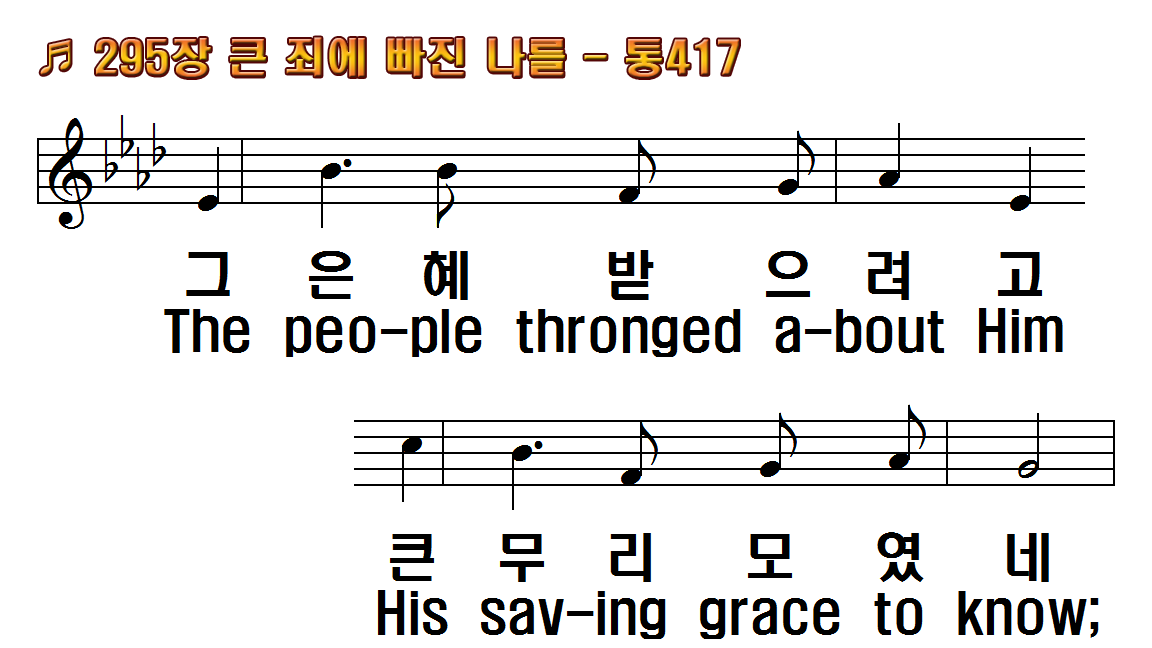 ♬ 295장 큰 죄에 빠진 나를 - 통417
그 은 혜 받 으 려 고
The peo-ple thronged a-bout Him
큰 무 리 모 였 네
His sav-ing grace to know;